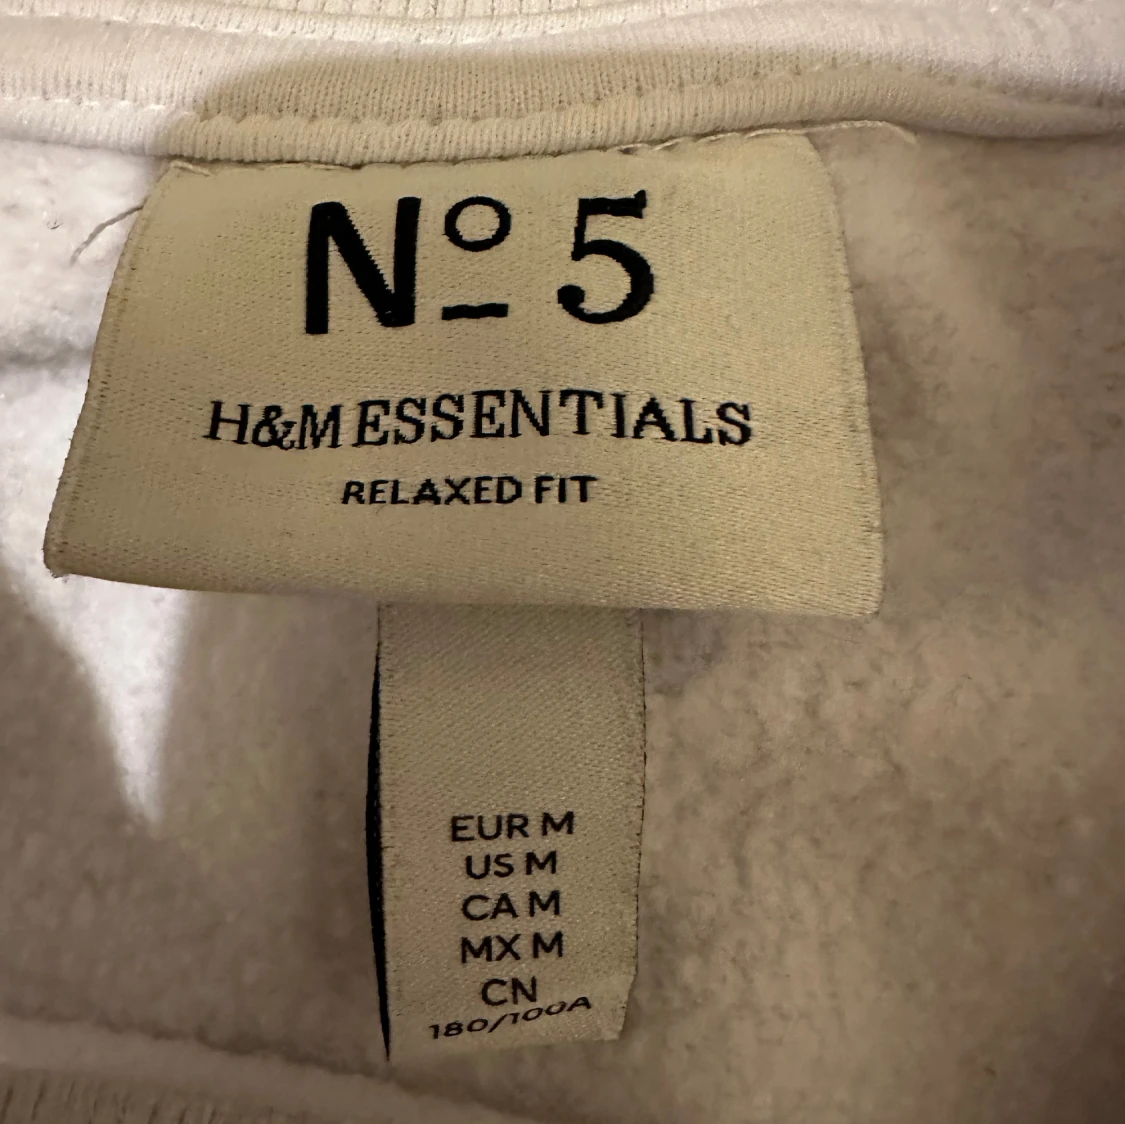 Nº 5
H&M ESSENTIALS
RELAXED FIT
EUR M
US M
CA M
MX M
CN
180/100A